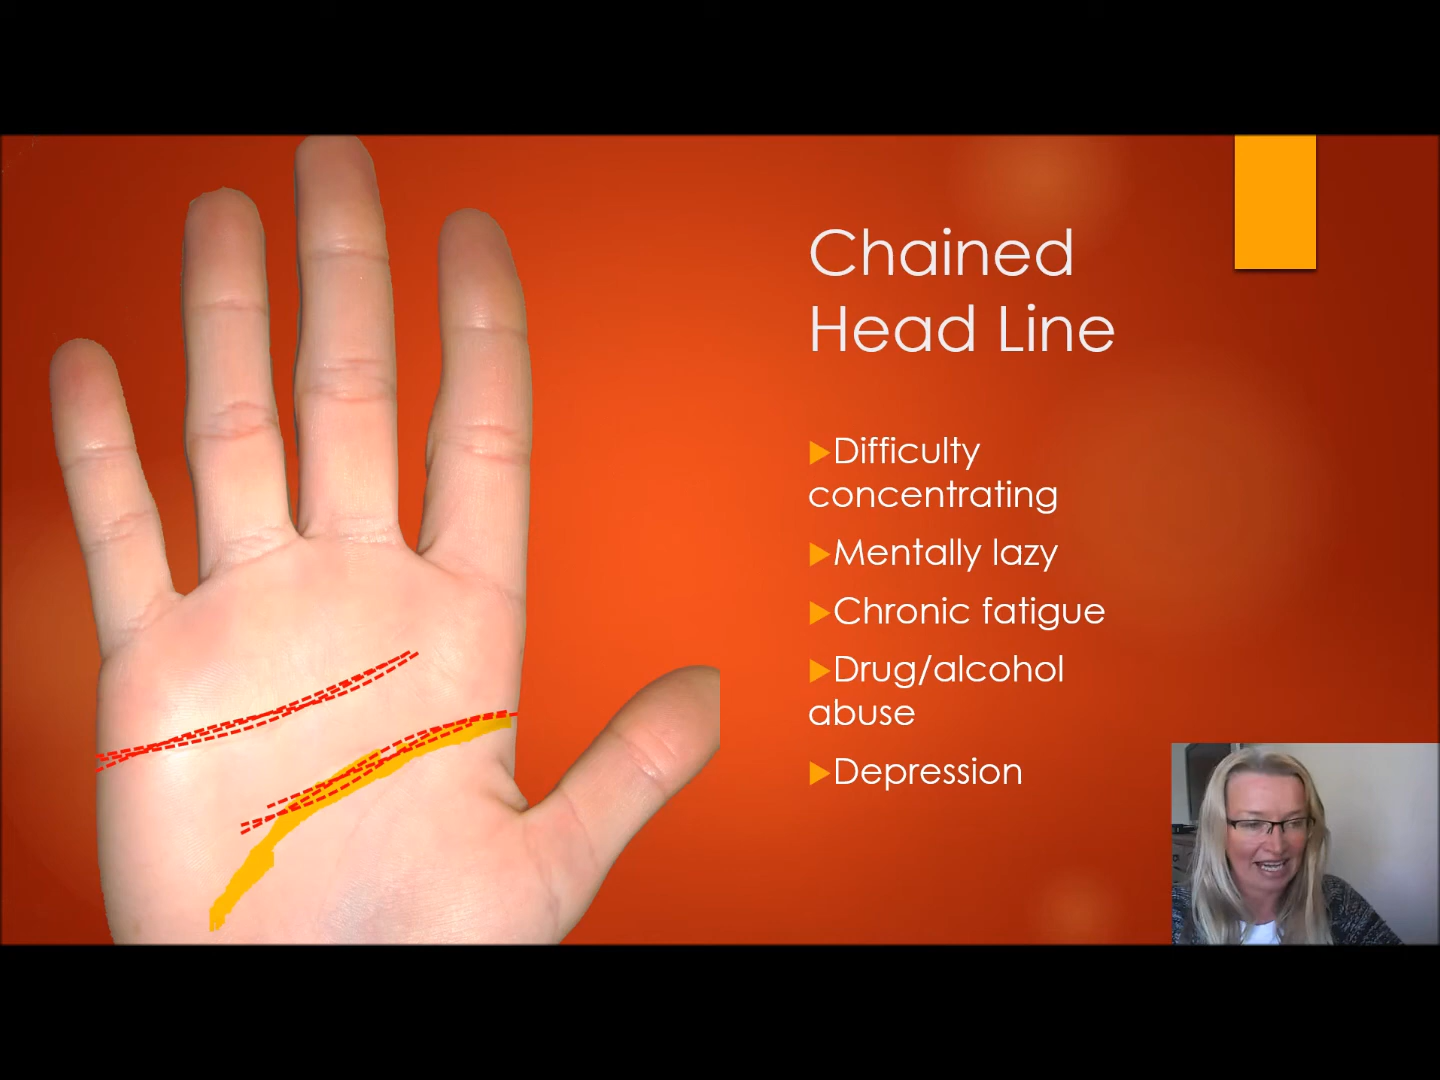 Chained
Head Line
Difficulty
concentrating
Mentally lazy
Chronic fatigue
Drug/alcohol
abuse
Depression